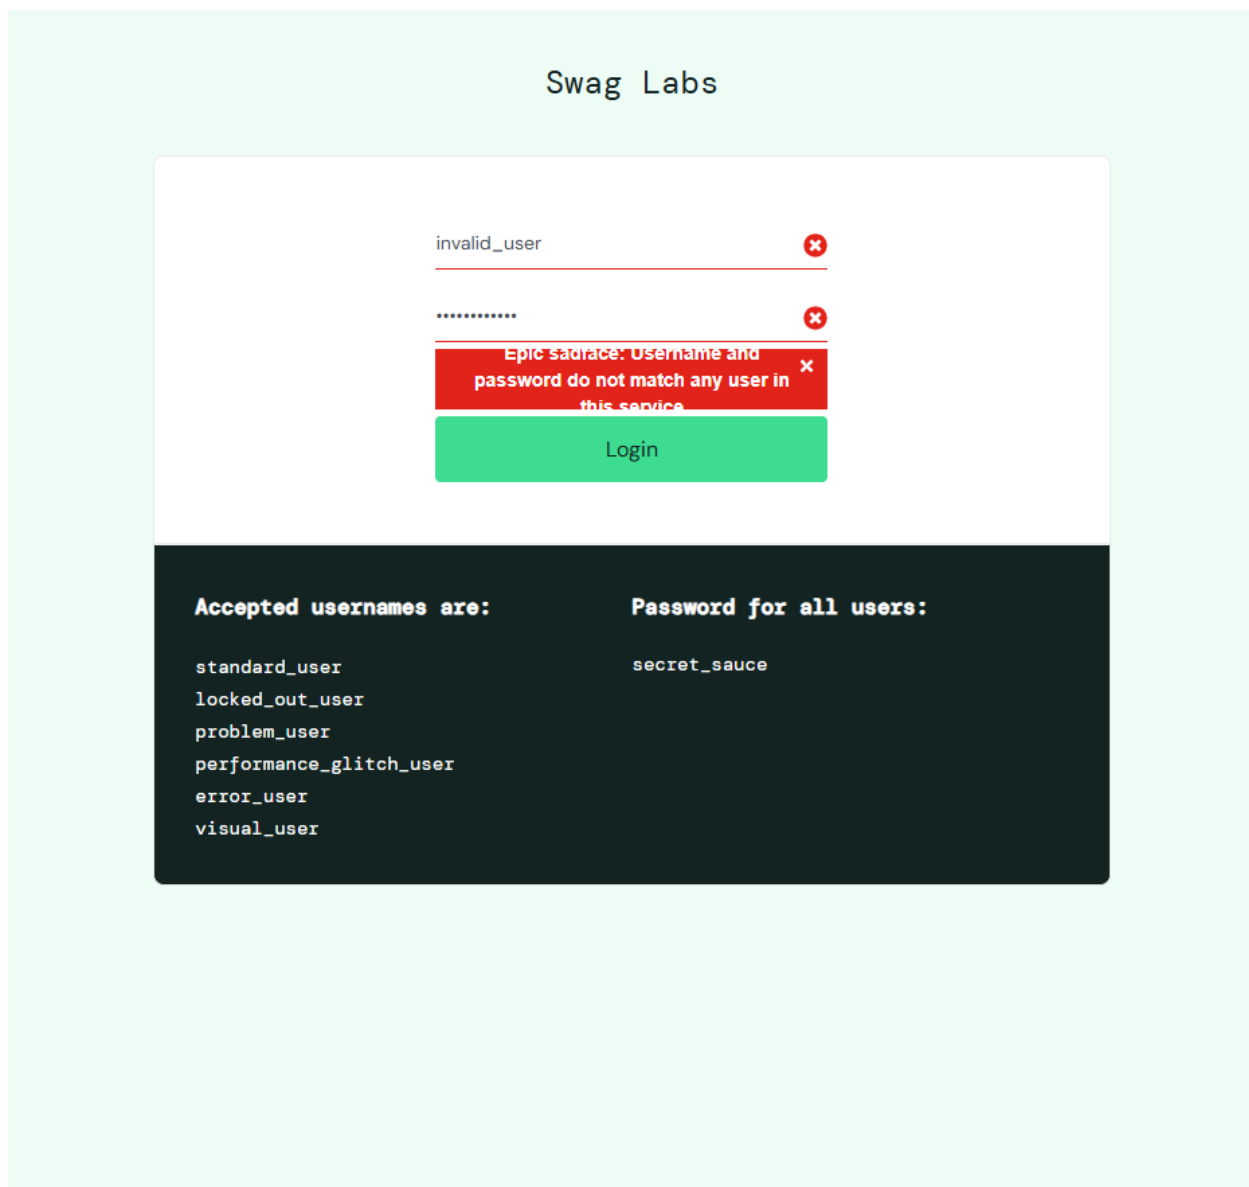 Swag Labs
invalid_user
••••••••••••
Epic sadface: Username and
password do not match any user in
this service
Login
Accepted usernames are:
standard_user
locked_out_user
problem_user
performance_glitch_user
error_user
visual_user
Password for all users:
secret_sauce